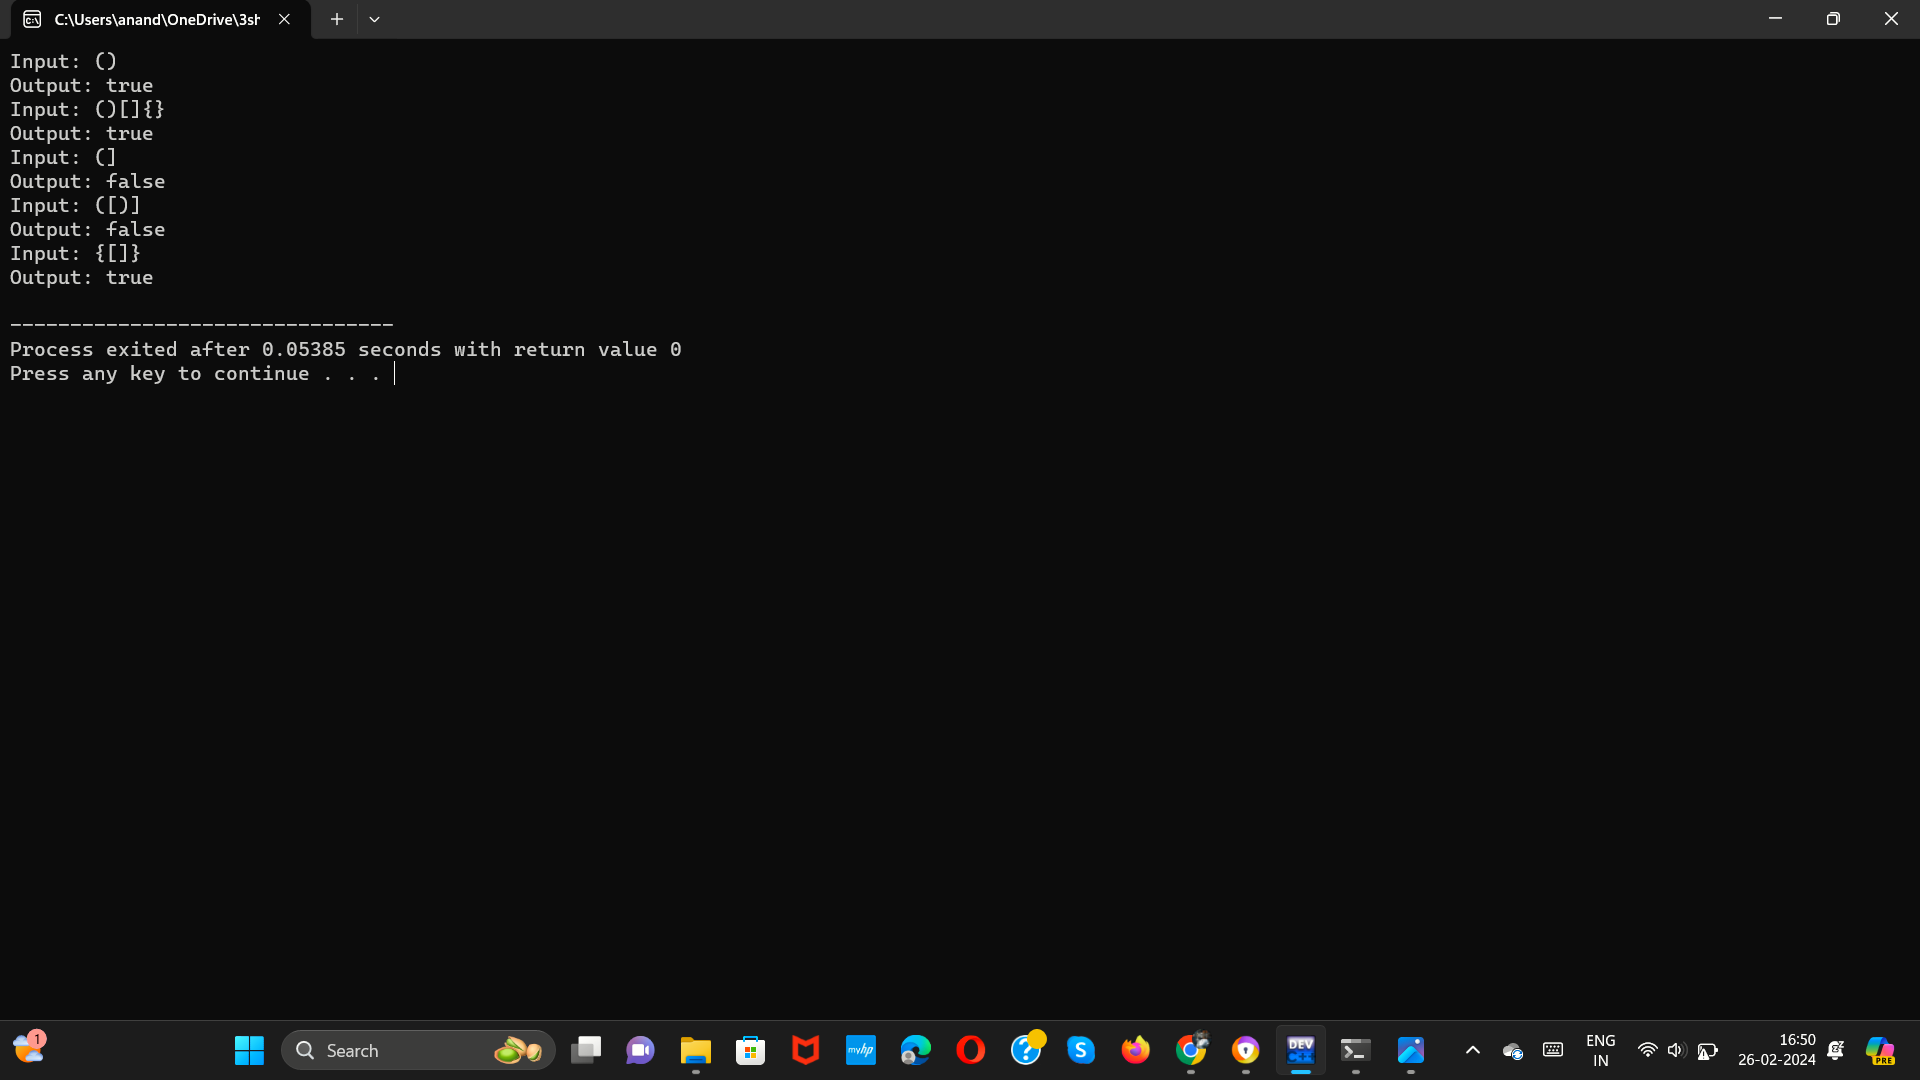 C:\Users\anand\OneDrive\3sh
Input: ()
Output: true
Input: ()[]{}
Output: true
Input: (]
Output: false
Input: ([)]
Output: false
Input: {[]}
Output: true
--------------------------------
Process exited after 0.05385 seconds with return value 0
Press any key to continue . . .
1
Search
myhp
S
DEV
C++
ENG
IN
16:50
26-02-2024
PRE